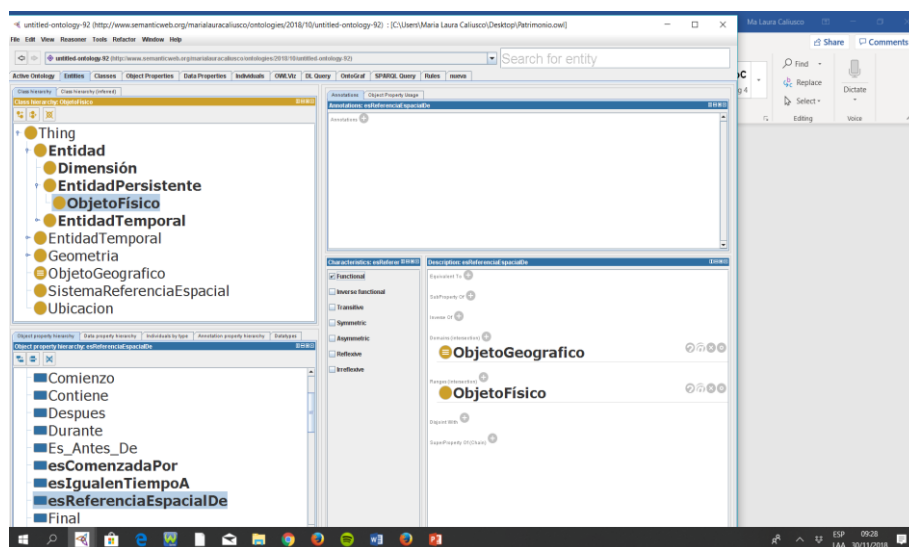 untitled-ontology-92 (http://www.semanticweb.org/marialauracaliusco/ontologies/2018/10/untitled-ontology-92) : [C:\Users\Maria Laura Caliusco\Desktop\Patrimonio.owl]
File Edit View Reasoner Tools Refactor Window Help
untitled-ontology-92 (http://www.semanticweb.org/marialauracaliusco/ontologies/2018/10/untitled-ontology-92)
Search for entity
Active Ontology Entities Classes Object Properties Data Properties Individuals OWLViz DL Query OntoGraf SPARQL Query Rules nueva
Class hierarchy Class hierarchy (inferred)
Class hierarchy: ObjetoFísico
Thing
Entidad
Dimensión
EntidadPersistente
ObjetoFísico
EntidadTemporal
EntidadTemporal
Geometria
ObjetoGeografico
SistemaReferenciaEspacial
Ubicacion
Object property hierarchy Data property hierarchy Individuals by type Annotation property hierarchy Datatypes
Object property hierarchy: esReferenciaEspacialDe
Comienzo
Contiene
Despues
Durante
Es_Antes_De
esComenzadaPor
esIgualenTiempoA
esReferenciaEspacialDe
Final
Annotations Object Property Usage
Annotations: esReferenciaEspacialDe
Annotations
Characteristics: esReferenc
Functional
Inverse functional
Transitive
Symmetric
Asymmetric
Reflexive
Irreflexive
Description: esReferenciaEspacialDe
Equivalent To
SubProperty Of
Inverse Of
Domains (intersection)
ObjetoGeografico
Ranges (intersection)
ObjetoFísico
Disjoint With
SuperProperty Of (Chain)
Ma Laura Caliusco
Share Comments
Find
Replace
Select
Editing
Dictate
Voice
ESP
LAA
09:28
30/11/2018